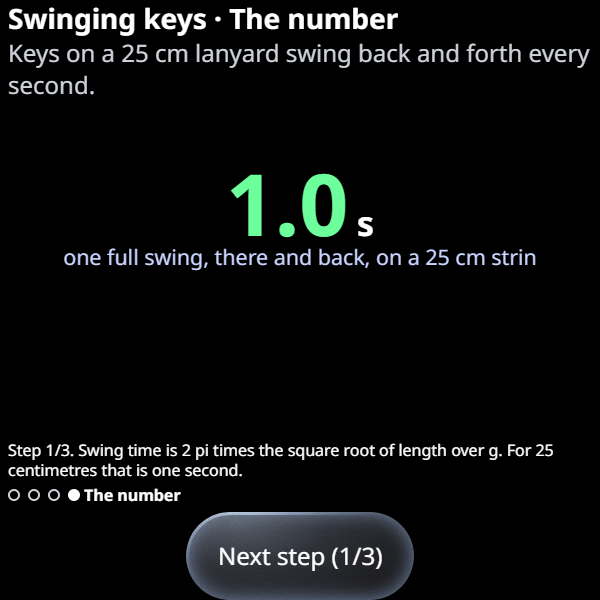 Swinging keys · The number
Keys on a 25 cm lanyard swing back and forth every
second.
1.0 s
one full swing, there and back, on a 25 cm strin
Step 1/3. Swing time is 2 pi times the square root of length over g. For 25
centimetres that is one second.
The number
Next step (1/3)